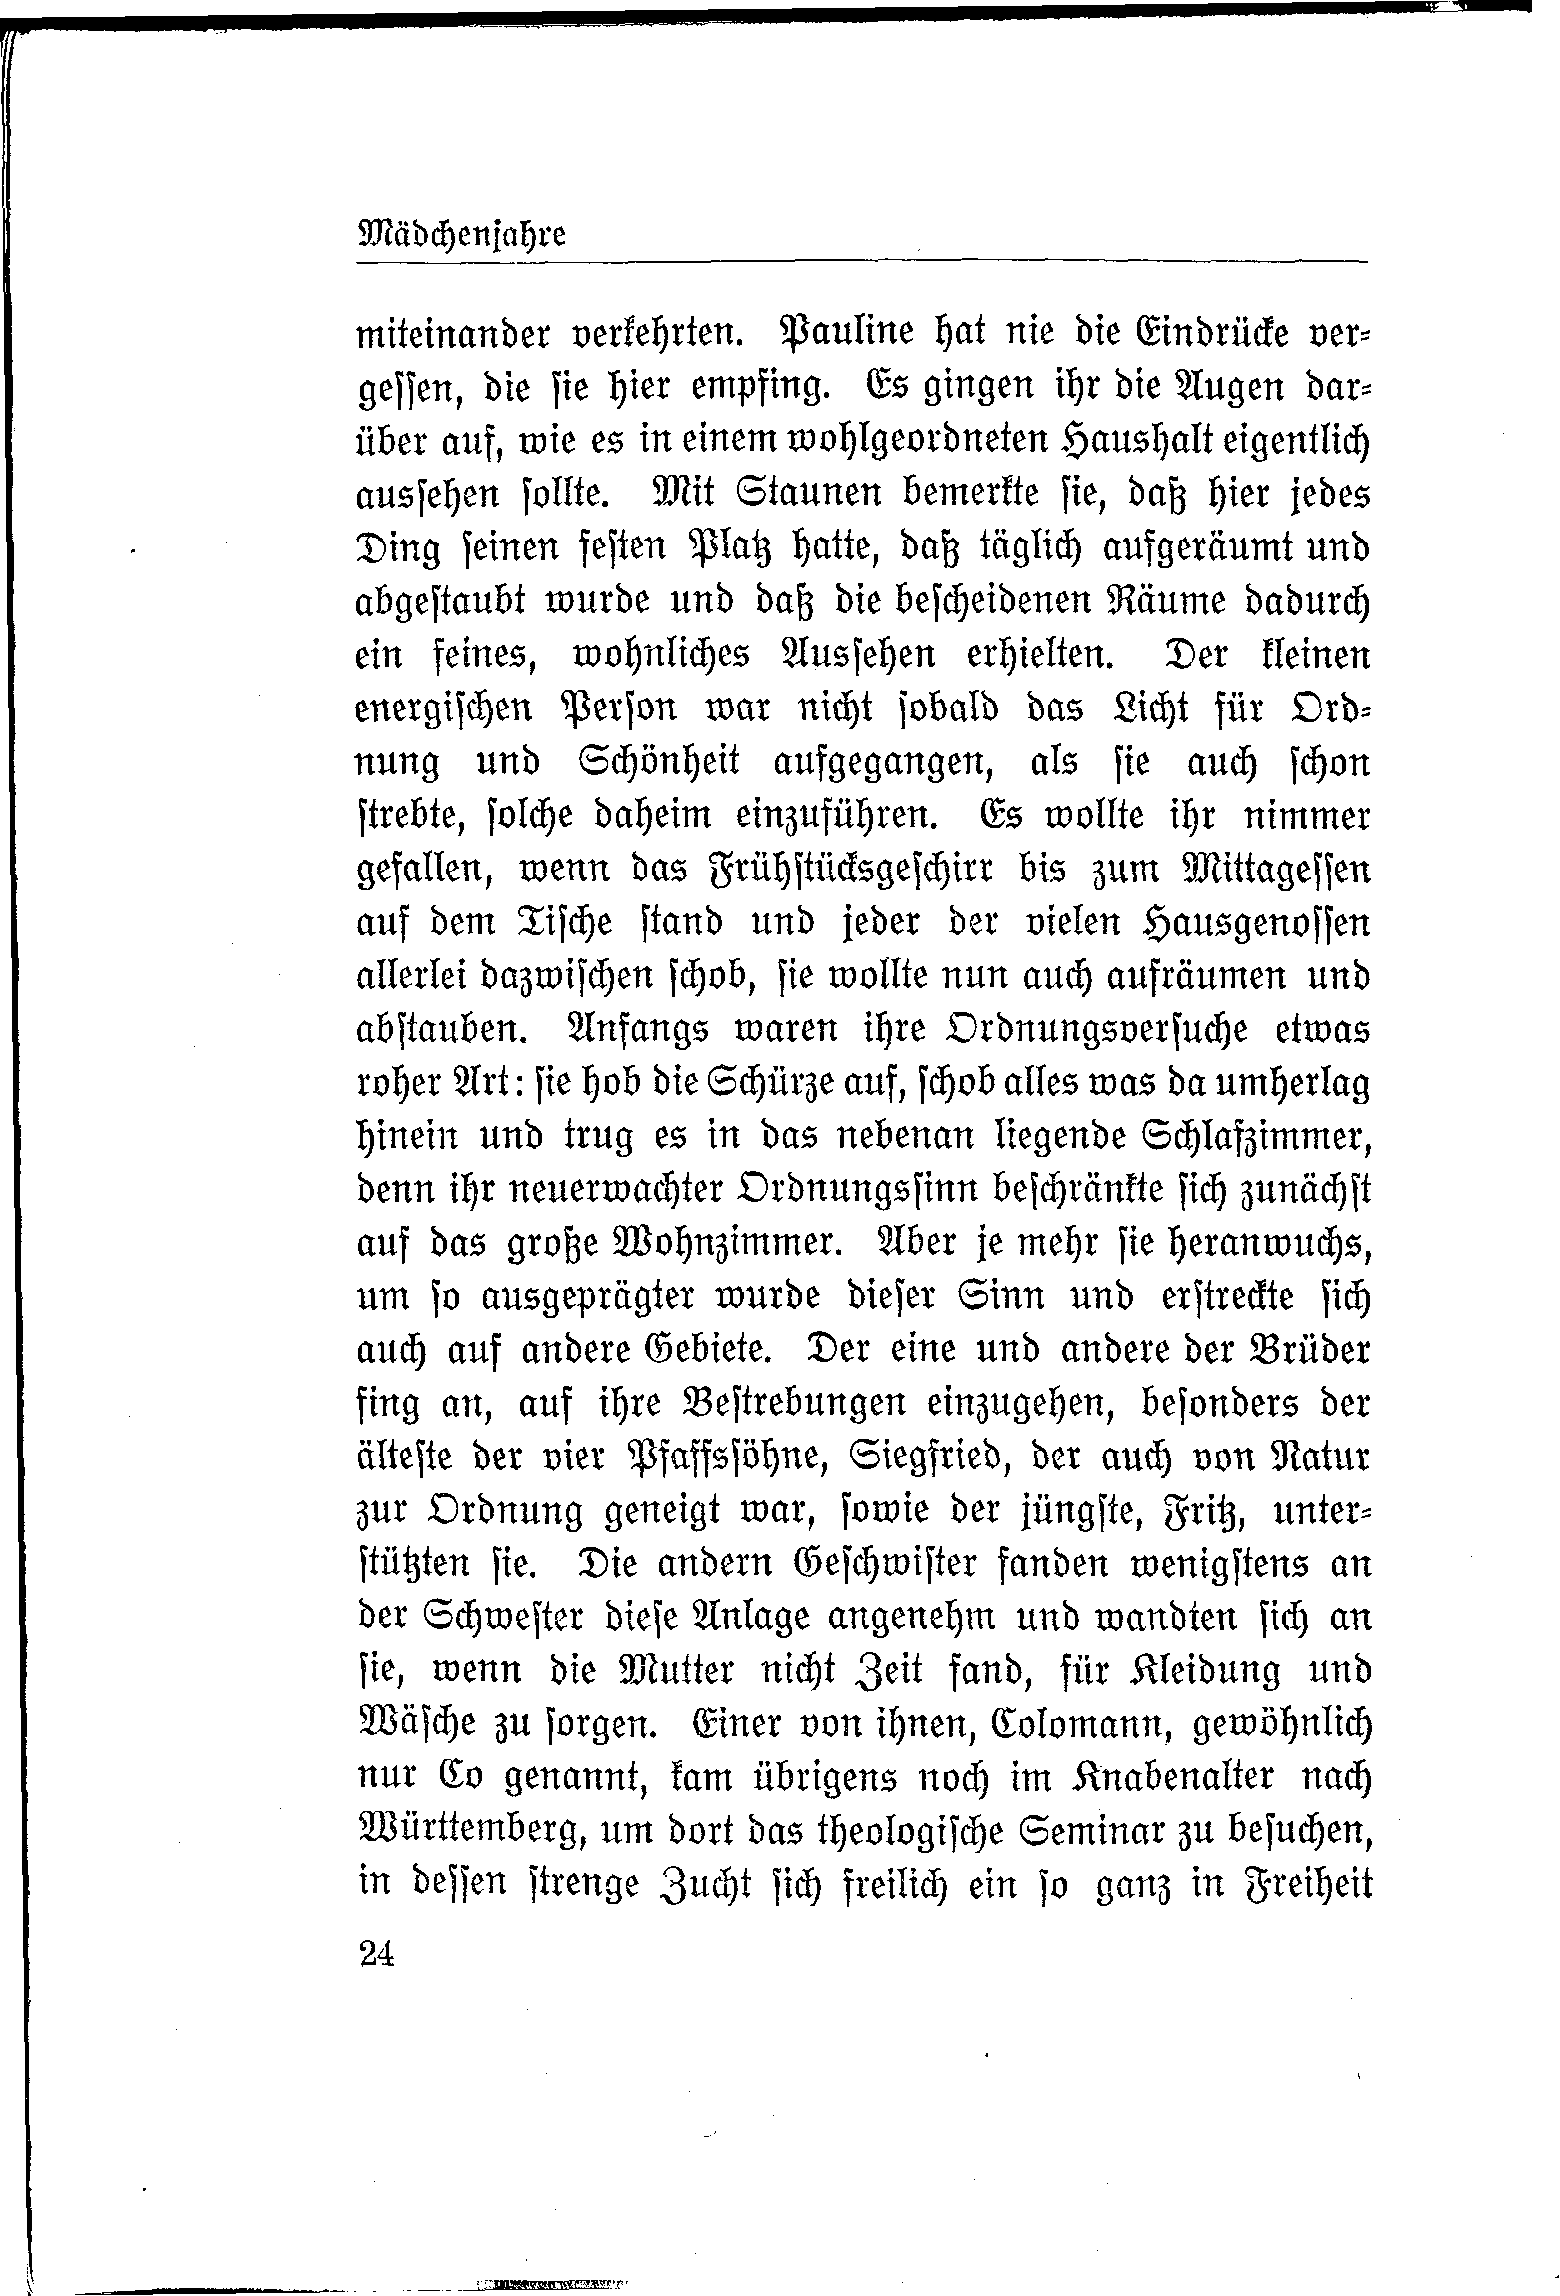 Mädchenjahre
miteinander verkehrten. Pauline hat nie die Eindrücke ver-
gessen, die sie hier empfing. Es gingen ihr die Augen dar-
über auf, wie es in einem wohlgeordneten Haushalt eigentlich
aussehen sollte. Mit Staunen bemerkte sie, daß hier jedes
Ding seinen festen Platz hatte, daß täglich aufgeräumt und
abgestaubt wurde und daß die bescheidenen Räume dadurch
ein feines, wohnliches Aussehen erhielten. Der kleinen
energischen Person war nicht sobald das Licht für Ord-
nung und Schönheit aufgegangen, als sie auch schon
strebte, solche daheim einzuführen. Es wollte ihr nimmer
gefallen, wenn das Frühstücksgeschirr bis zum Mittagessen
auf dem Tische stand und jeder der vielen Hausgenossen
allerlei dazwischen schob, sie wollte nun auch aufräumen und
abstauben. Anfangs waren ihre Ordnungsversuche etwas
roher Art: sie hob die Schürze auf, schob alles was da umherlag
hinein und trug es in das nebenan liegende Schlafzimmer,
denn ihr neuerwachter Ordnungssinn beschränkte sich zunächst
auf das große Wohnzimmer. Aber je mehr sie heranwuchs,
um so ausgeprägter wurde dieser Sinn und erstreckte sich
auch auf andere Gebiete. Der eine und andere der Brüder
fing an, auf ihre Bestrebungen einzugehen, besonders der
älteste der vier Pfaffssöhne, Siegfried, der auch von Natur
zur Ordnung geneigt war, sowie der jüngste, Fritz, unter-
stützten sie. Die andern Geschwister fanden wenigstens an
der Schwester diese Anlage angenehm und wandten sich an
sie, wenn die Mutter nicht Zeit fand, für Kleidung und
Wäsche zu sorgen. Einer von ihnen, Colomann, gewöhnlich
nur Co genannt, kam übrigens noch im Knabenalter nach
Württemberg, um dort das theologische Seminar zu besuchen,
in dessen strenge Zucht sich freilich ein so ganz in Freiheit
24